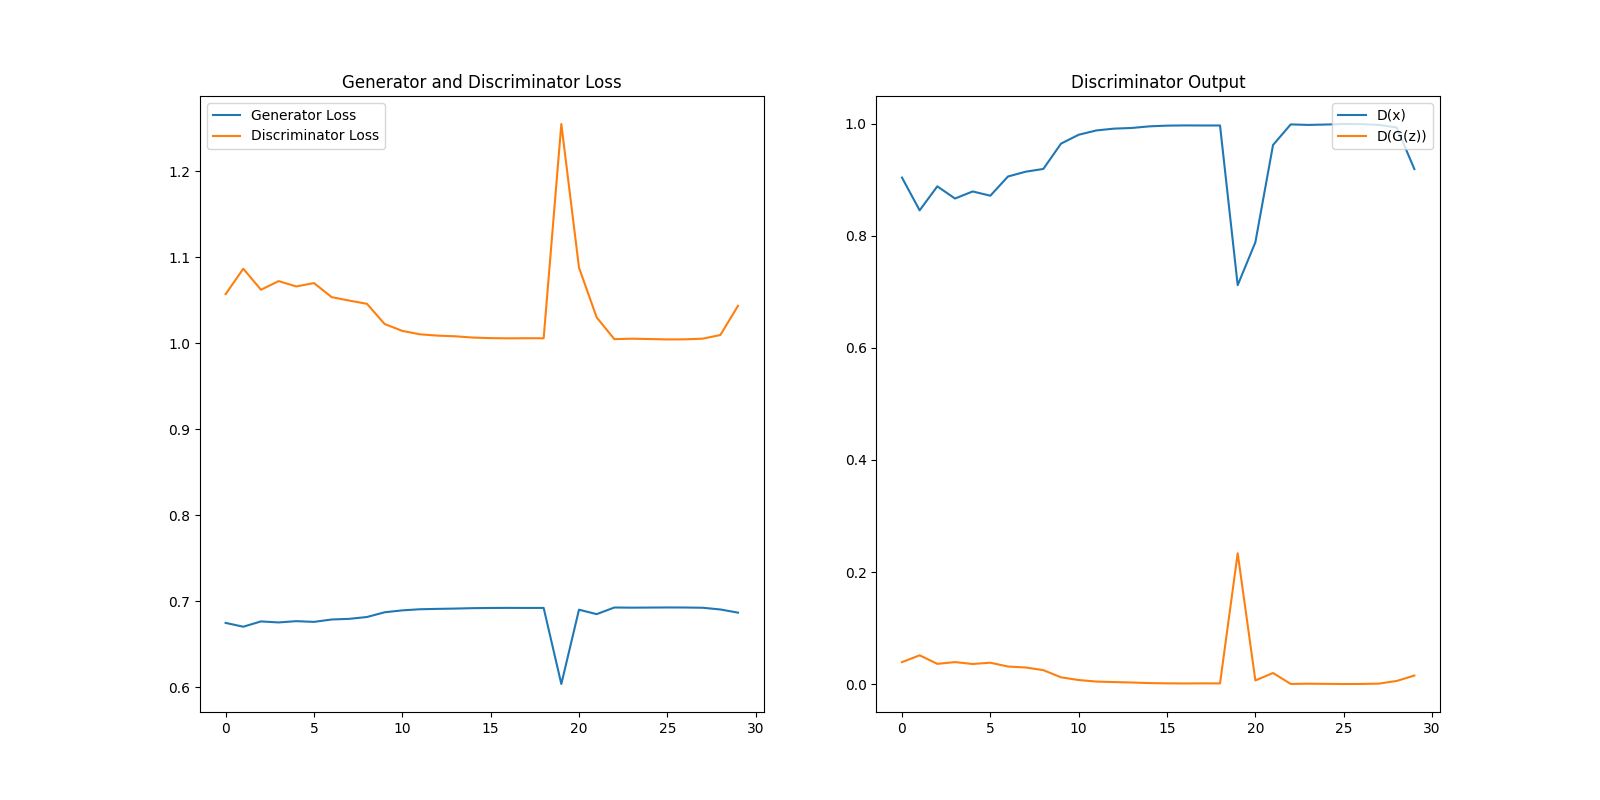 Generator and Discriminator Loss
Generator Loss
Discriminator Loss
1.2
1.1
1.0
0.9
0.8
0.7
0.6
0 5 10 15 20 25 30
Discriminator Output
D(x)
D(G(z))
1.0
0.8
0.6
0.4
0.2
0.0
0 5 10 15 20 25 30